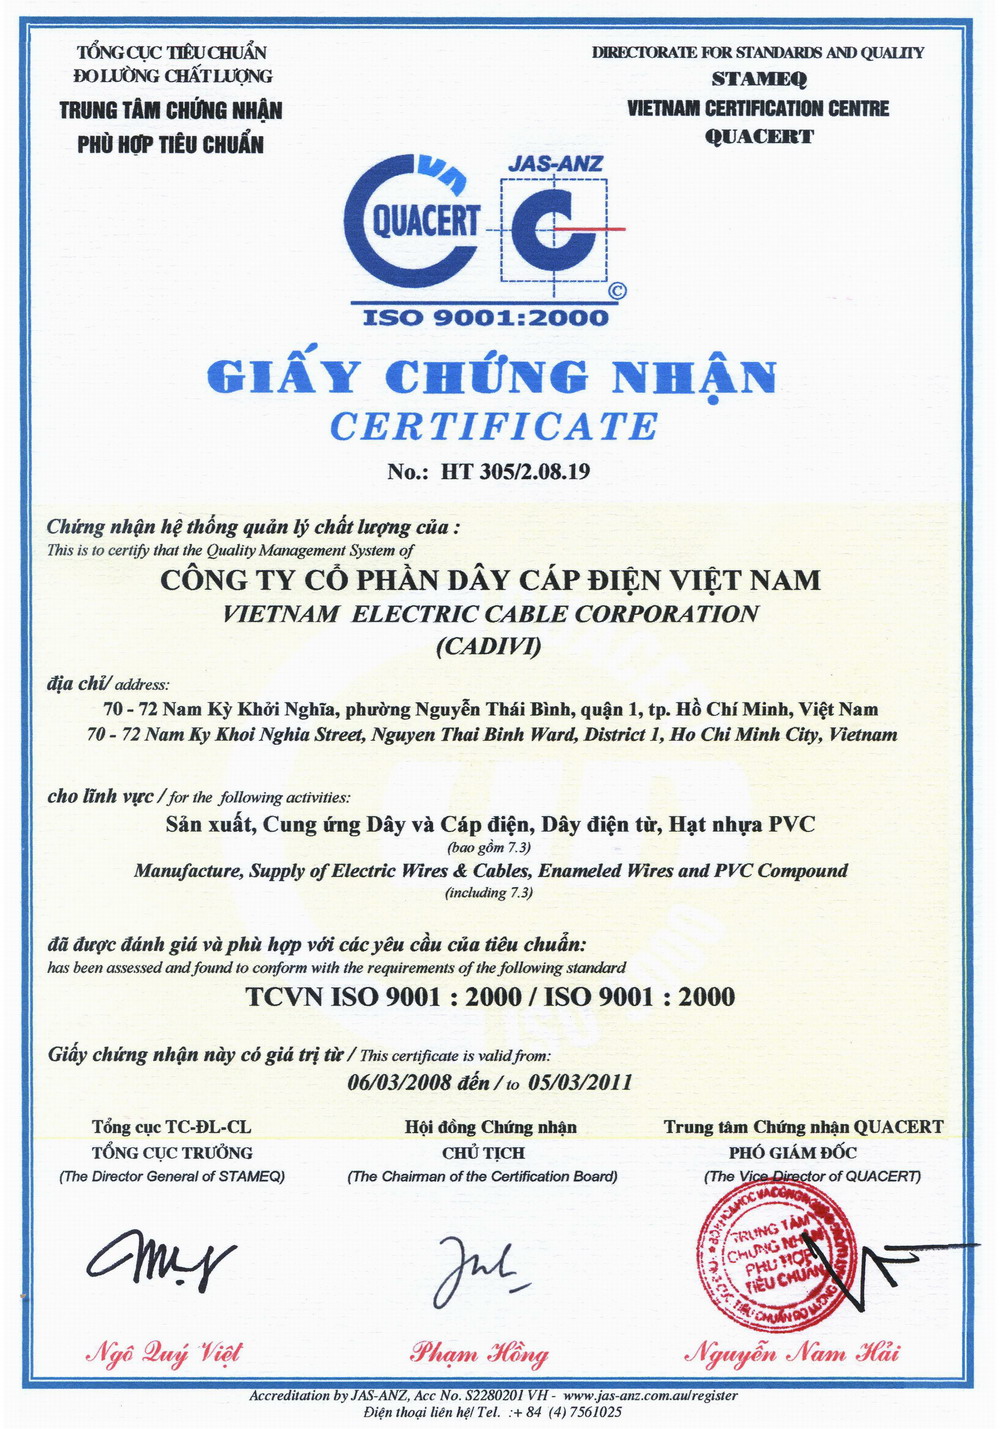 TỔNG CỤC TIÊU CHUẨN
ĐO LƯỜNG CHẤT LƯỢNG
TRUNG TÂM CHỨNG NHẬN
PHÙ HỢP TIÊU CHUẨN
DIRECTORATE FOR STANDARDS AND QUALITY
STAMEQ
VIETNAM CERTIFICATION CENTRE
QUACERT
JAS-ANZ
QUACERT
©
ISO 9001:2000
GIẤY CHỨNG NHẬN
CERTIFICATE
No.: HT 305/2.08.19
Chứng nhận hệ thống quản lý chất lượng của :
This is to certify that the Quality Management System of
CÔNG TY CỔ PHẦN DÂY CÁP ĐIỆN VIỆT NAM
VIETNAM ELECTRIC CABLE CORPORATION
(CADIVI)
địa chỉ/ address:
70 - 72 Nam Kỳ Khởi Nghĩa, phường Nguyễn Thái Bình, quận 1, tp. Hồ Chí Minh, Việt Nam
70 - 72 Nam Ky Khoi Nghia Street, Nguyen Thai Binh Ward, District 1, Ho Chi Minh City, Vietnam
cho lĩnh vực / for the following activities:
Sản xuất, Cung ứng Dây và Cáp điện, Dây điện từ, Hạt nhựa PVC
(bao gồm 7.3)
Manufacture, Supply of Electric Wires & Cables, Enameled Wires and PVC Compound
(including 7.3)
đã được đánh giá và phù hợp với các yêu cầu của tiêu chuẩn:
has been assessed and found to conform with the requirements of the following standard
TCVN ISO 9001 : 2000 / ISO 9001 : 2000
Giấy chứng nhận này có giá trị từ / This certificate is valid from:
06/03/2008 đến / to 05/03/2011
Tổng cục TC-ĐL-CL
TỔNG CỤC TRƯỞNG
(The Director General of STAMEQ)
Hội đồng Chứng nhận
CHỦ TỊCH
(The Chairman of the Certification Board)
Trung tâm Chứng nhận QUACERT
PHÓ GIÁM ĐỐC
(The Vice Director of QUACERT)
TRUNG TÂM
CHỨNG NHẬN
PHÙ HỢP
TIÊU CHUẨN
Ngô Quý Việt
Phạm Hồng
Nguyễn Nam Hải
Accreditation by JAS-ANZ, Acc No. S2280201 VH - www.jas-anz.com.au/register
Điện thoại liên hệ/ Tel. :+ 84 (4) 7561025